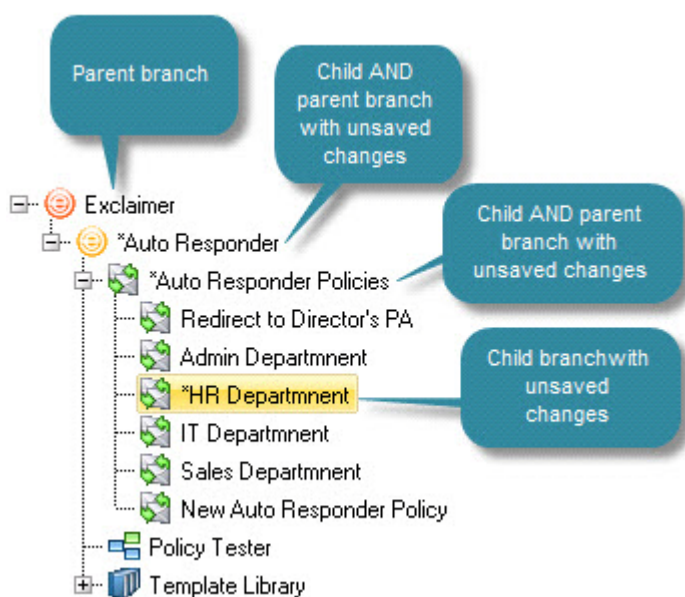 Parent branch
Child AND
parent branch
with unsaved
changes
Exclaimer
*Auto Responder
Child AND parent
branch with
unsaved changes
*Auto Responder Policies
Redirect to Director's PA
Admin Departmnent
Child branchwith
unsaved
changes
*HR Departmnent
IT Departmnent
Sales Departmnent
New Auto Responder Policy
Policy Tester
Template Library